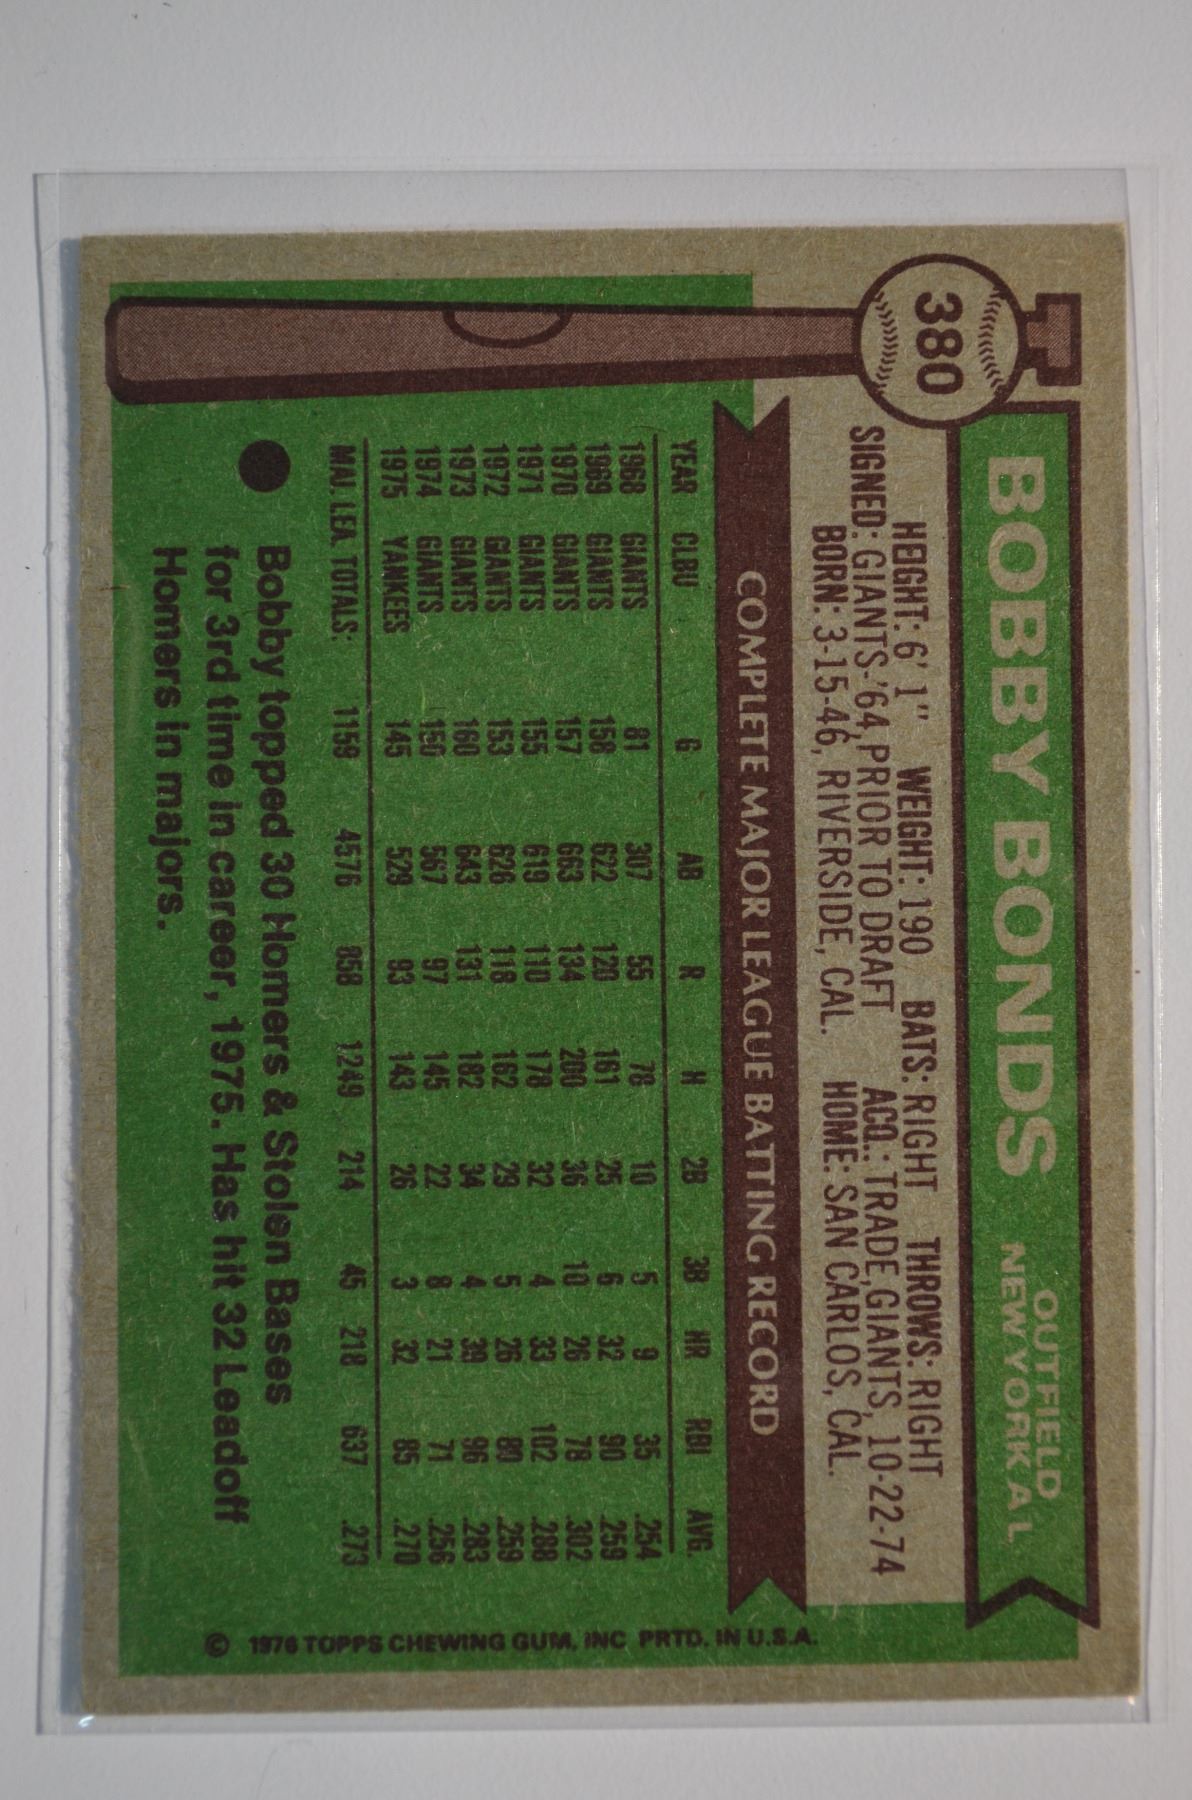 380
BOBBY BONDS
OUTFIELD
NEW YORK A L
HEIGHT: 6' 1" WEIGHT: 190 BATS: RIGHT THROWS: RIGHT
SIGNED: GIANTS-'64, PRIOR TO DRAFT ACQ.: TRADE, GIANTS, 10-22-74
BORN: 3-15-46, RIVERSIDE, CAL. HOME: SAN CARLOS, CAL.
COMPLETE MAJOR LEAGUE BATTING RECORD
YEAR CLBU G AB R H 2B 3B HR RBI AVG.
1968 GIANTS 81 307 55 78 10 5 9 35 .254
1969 GIANTS 158 622 120 161 25 6 32 90 .259
1970 GIANTS 157 663 134 200 36 10 26 78 .302
1971 GIANTS 155 619 110 178 32 4 33 102 .288
1972 GIANTS 153 626 118 162 29 5 26 80 .259
1973 GIANTS 160 643 131 182 34 4 39 96 .283
1974 GIANTS 150 567 97 145 22 8 21 71 .256
1975 YANKEES 145 529 93 143 26 3 32 85 .270
MAJ. LEA. TOTALS: 1159 4576 858 1249 214 45 218 637 .273
Bobby topped 30 Homers & Stolen Bases
for 3rd time in career, 1975. Has hit 32 Leadoff
Homers in majors.
© 1976 TOPPS CHEWING GUM, INC PRTD. IN U.S.A.